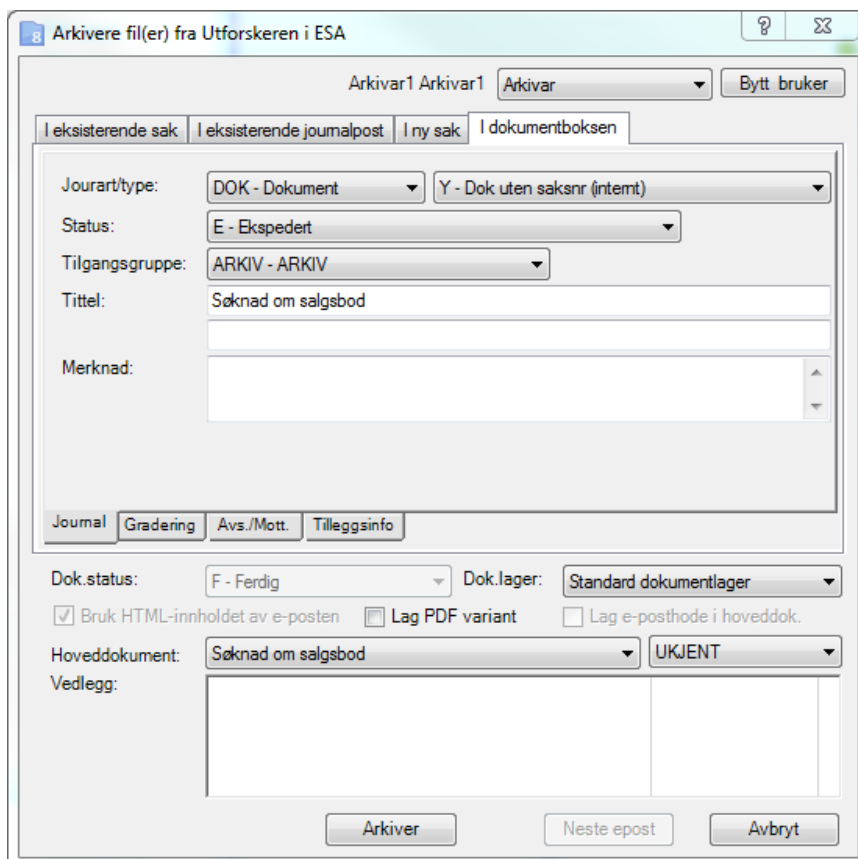 8 Arkivere fil(er) fra Utforskeren i ESA ?
Arkivar1 Arkivar1 Arkivar Bytt bruker
I eksisterende sak I eksisterende journalpost I ny sak I dokumentboksen
Jourart/type: DOK - Dokument Y - Dok uten saksnr (internt)
Status: E - Ekspedert
Tilgangsgruppe: ARKIV - ARKIV
Tittel: Søknad om salgsbod
Merknad:
Journal Gradering Avs./Mott. Tilleggsinfo
Dok.status: F - Ferdig Dok.lager: Standard dokumentlager
Bruk HTML-innholdet av e-posten Lag PDF variant Lag e-posthode i hoveddok.
Hoveddokument: Søknad om salgsbod UKJENT
Vedlegg:
Arkiver Neste epost Avbryt